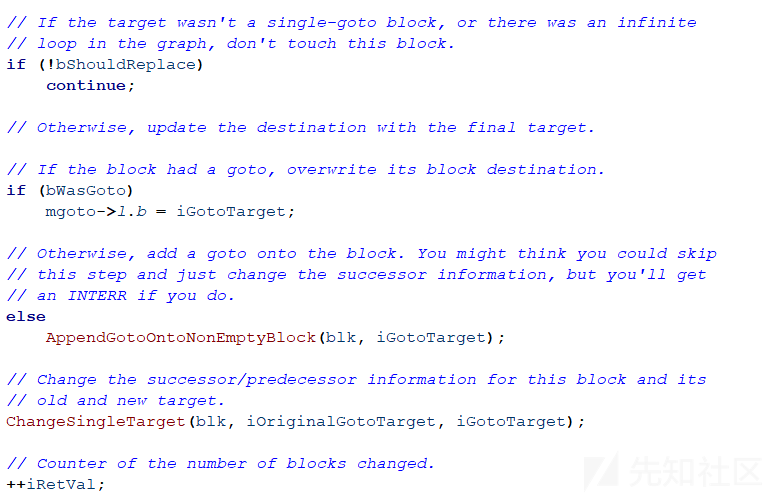 // If the target wasn't a single-goto block, or there was an infinite
// loop in the graph, don't touch this block.
if (!bShouldReplace)
    continue;
// Otherwise, update the destination with the final target.
// If the block had a goto, overwrite its block destination.
if (bWasGoto)
    mgoto->l.b = iGotoTarget;
// Otherwise, add a goto onto the block. You might think you could skip
// this step and just change the successor information, but you'll get
// an INTERR if you do.
else
    AppendGotoOntoNonEmptyBlock(blk, iGotoTarget);
// Change the successor/predecessor information for this block and its
// old and new target.
ChangeSingleTarget(blk, iOriginalGotoTarget, iGotoTarget);
// Counter of the number of blocks changed.
++iRetVal;
先知社区